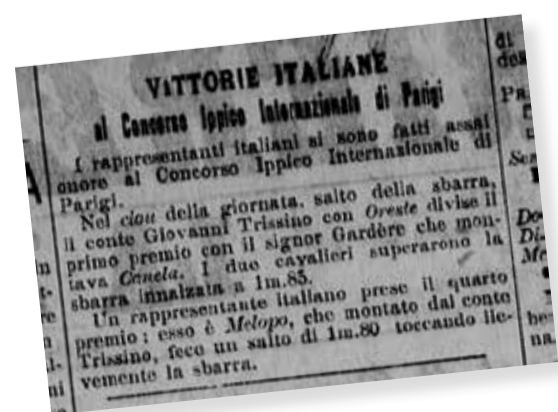 VITTORIE ITALIANE
al Concorso Ippico Internazionale di Parigi
I rappresentanti italiani si sono fatti assai
onore al Concorso Ippico Internazionale di
Parigi.
Nel clou della giornata, salto della sbarra,
il conte Giovanni Trissino con Oreste divise il
primo premio con il signor Gardère che mon-
tava Canela. I due cavalieri superarono la
sbarra innalzata a 1m.85.
Un rappresentante italiano prese il quarto
premio: esso è Melopo, che montato dal conte
Trissino, fece un salto di 1m.80 toccando lie-
vemente la sbarra.